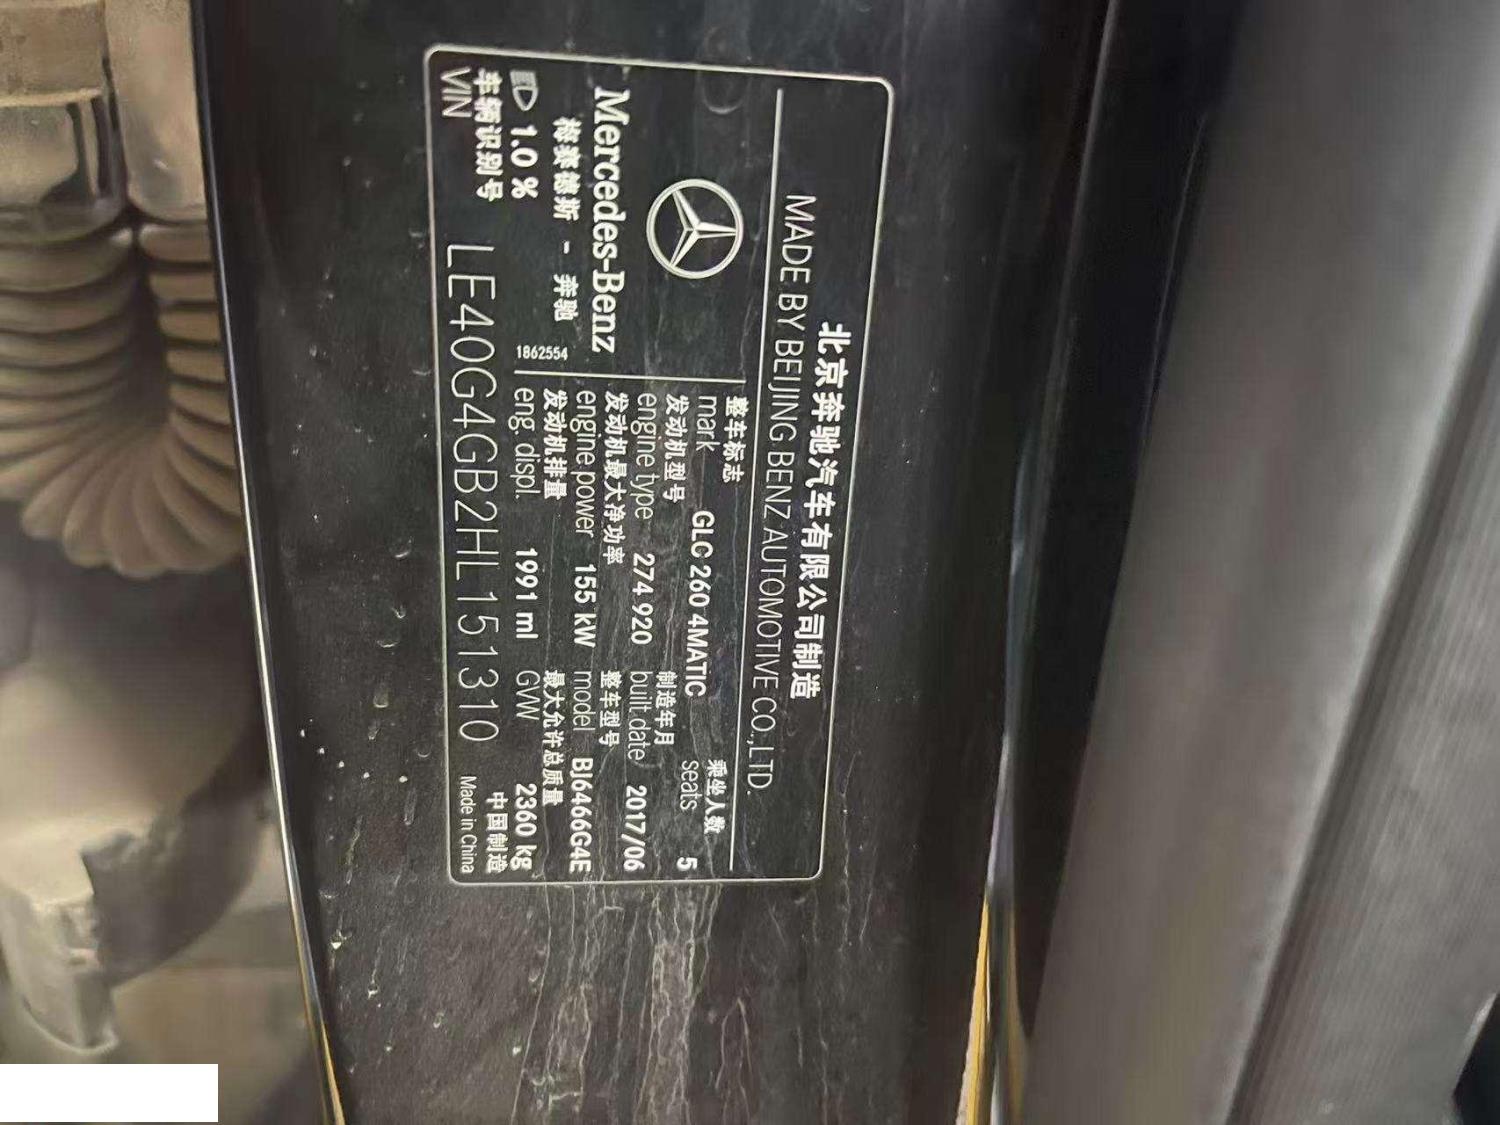 北京奔驰汽车有限公司制造
MADE BY BEIJING BENZ AUTOMOTIVE CO.,LTD.
Mercedes-Benz
梅赛德斯 - 奔驰
1.0 %
1862554
整车标志
mark GLC 260 4MATIC
乘坐人数
seats 5
发动机型号
engine type 274 920
制造年月
built.date 2017/06
发动机最大净功率
engine.power 155 kW
整车型号
model BJ6466G4E
发动机排量
eng. displ. 1991 ml
最大允许总质量
GVW 2360 kg
车辆识别号
VIN LE40G4GB2HL151310
中国制造
Made in China